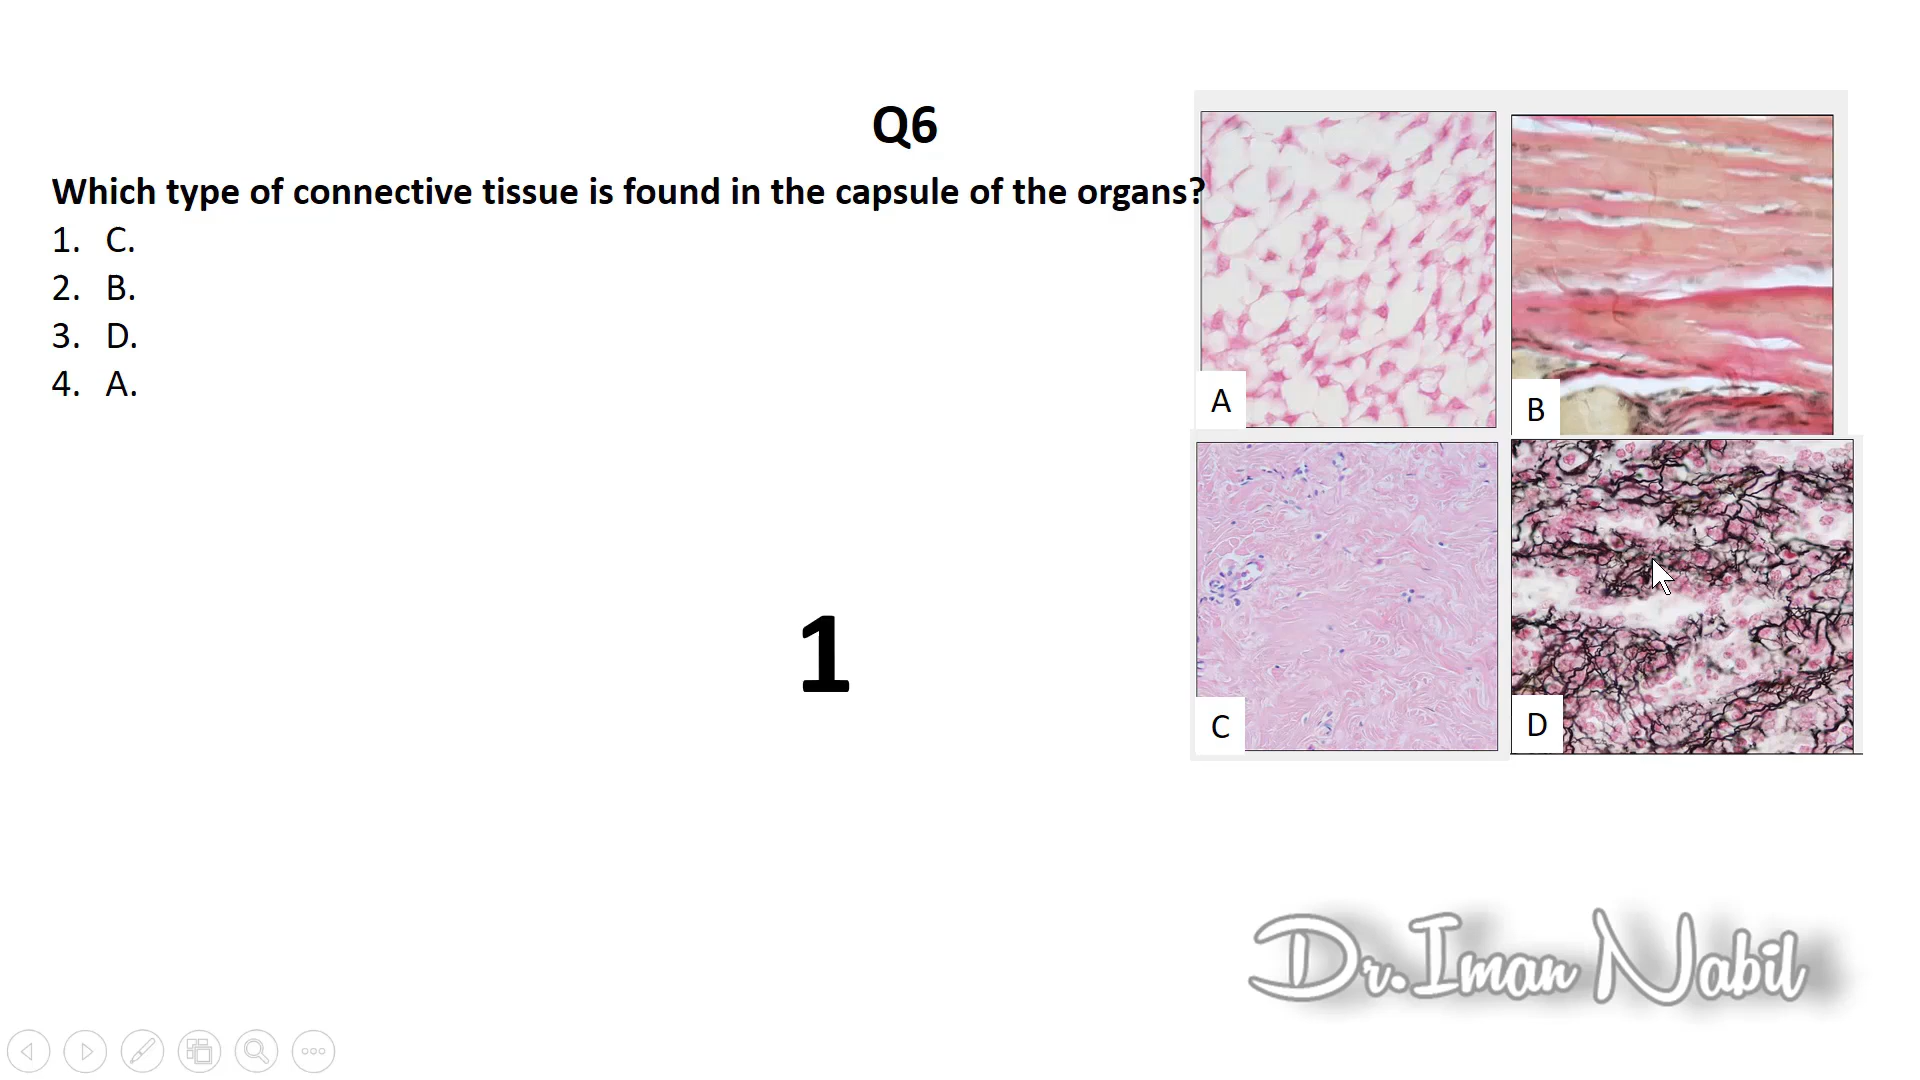 Q6
Which type of connective tissue is found in the capsule of the organs?
1. C.
2. B.
3. D.
4. A.
1
A
B
C
D
Dr.Iman Nabil